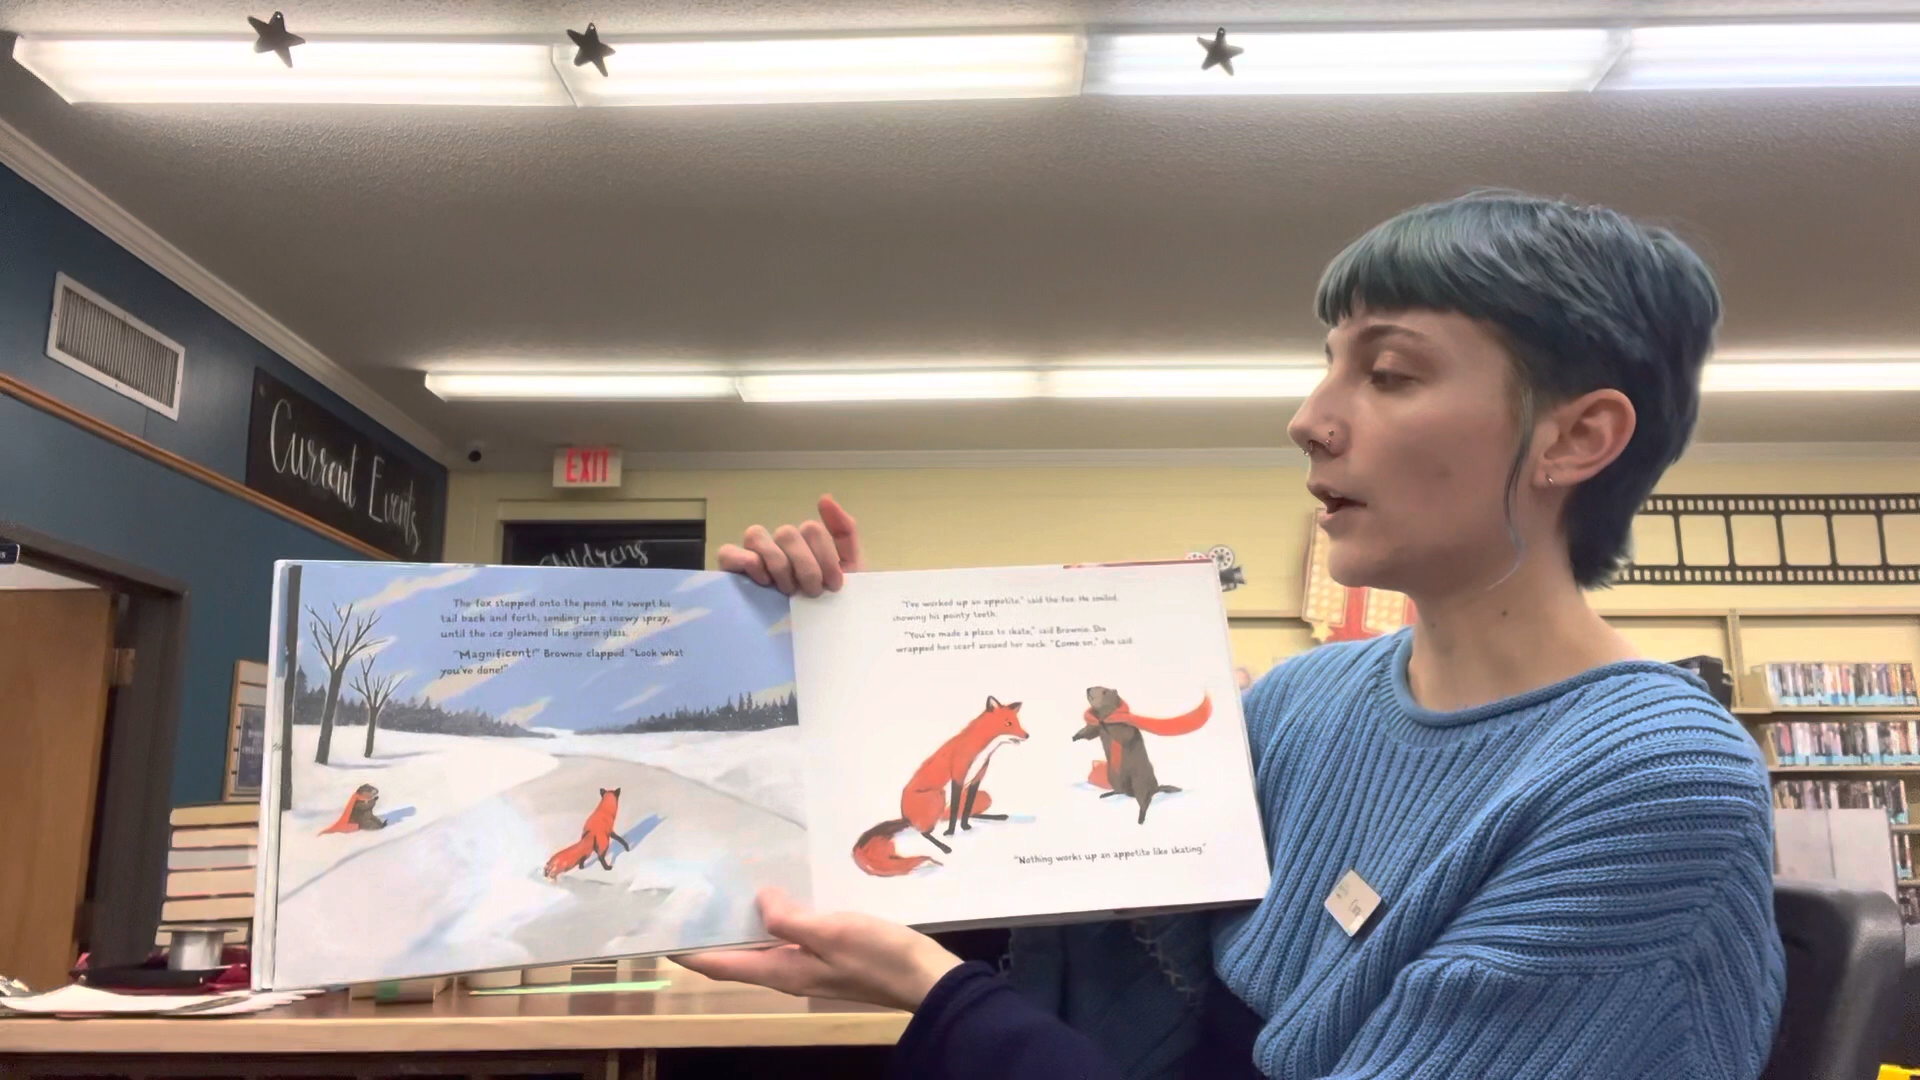 Current Events
EXIT
Childrens
The fox stepped onto the pond. He swept his
tail back and forth, sending up a snowy spray,
until the ice gleamed like green glass.
"Magnificent!" Brownie clapped. "Look what
you've done!"
"I've worked up an appetite," said the fox. He smiled,
showing his pointy teeth.
"You've made a place to skate," said Brownie. She
wrapped her scarf around her neck. "Come on," she said.
"Nothing works up an appetite like skating."